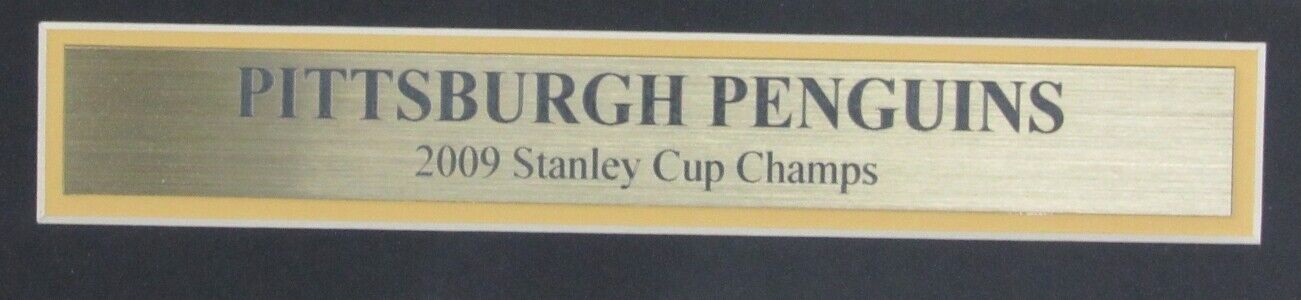 PITTSBURGH PENGUINS
2009 Stanley Cup Champs